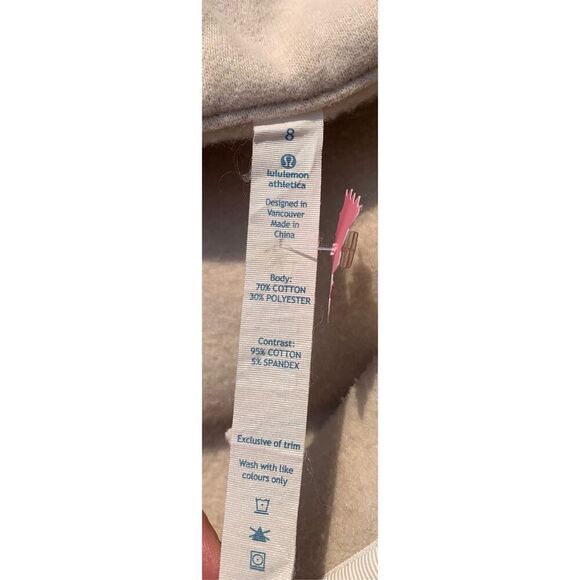 8
lululemon
athletica
Designed in
Vancouver
Made in
China
Body:
70% COTTON
30% POLYESTER
Contrast:
95% COTTON
5% SPANDEX
Exclusive of trim
Wash with like
colours only